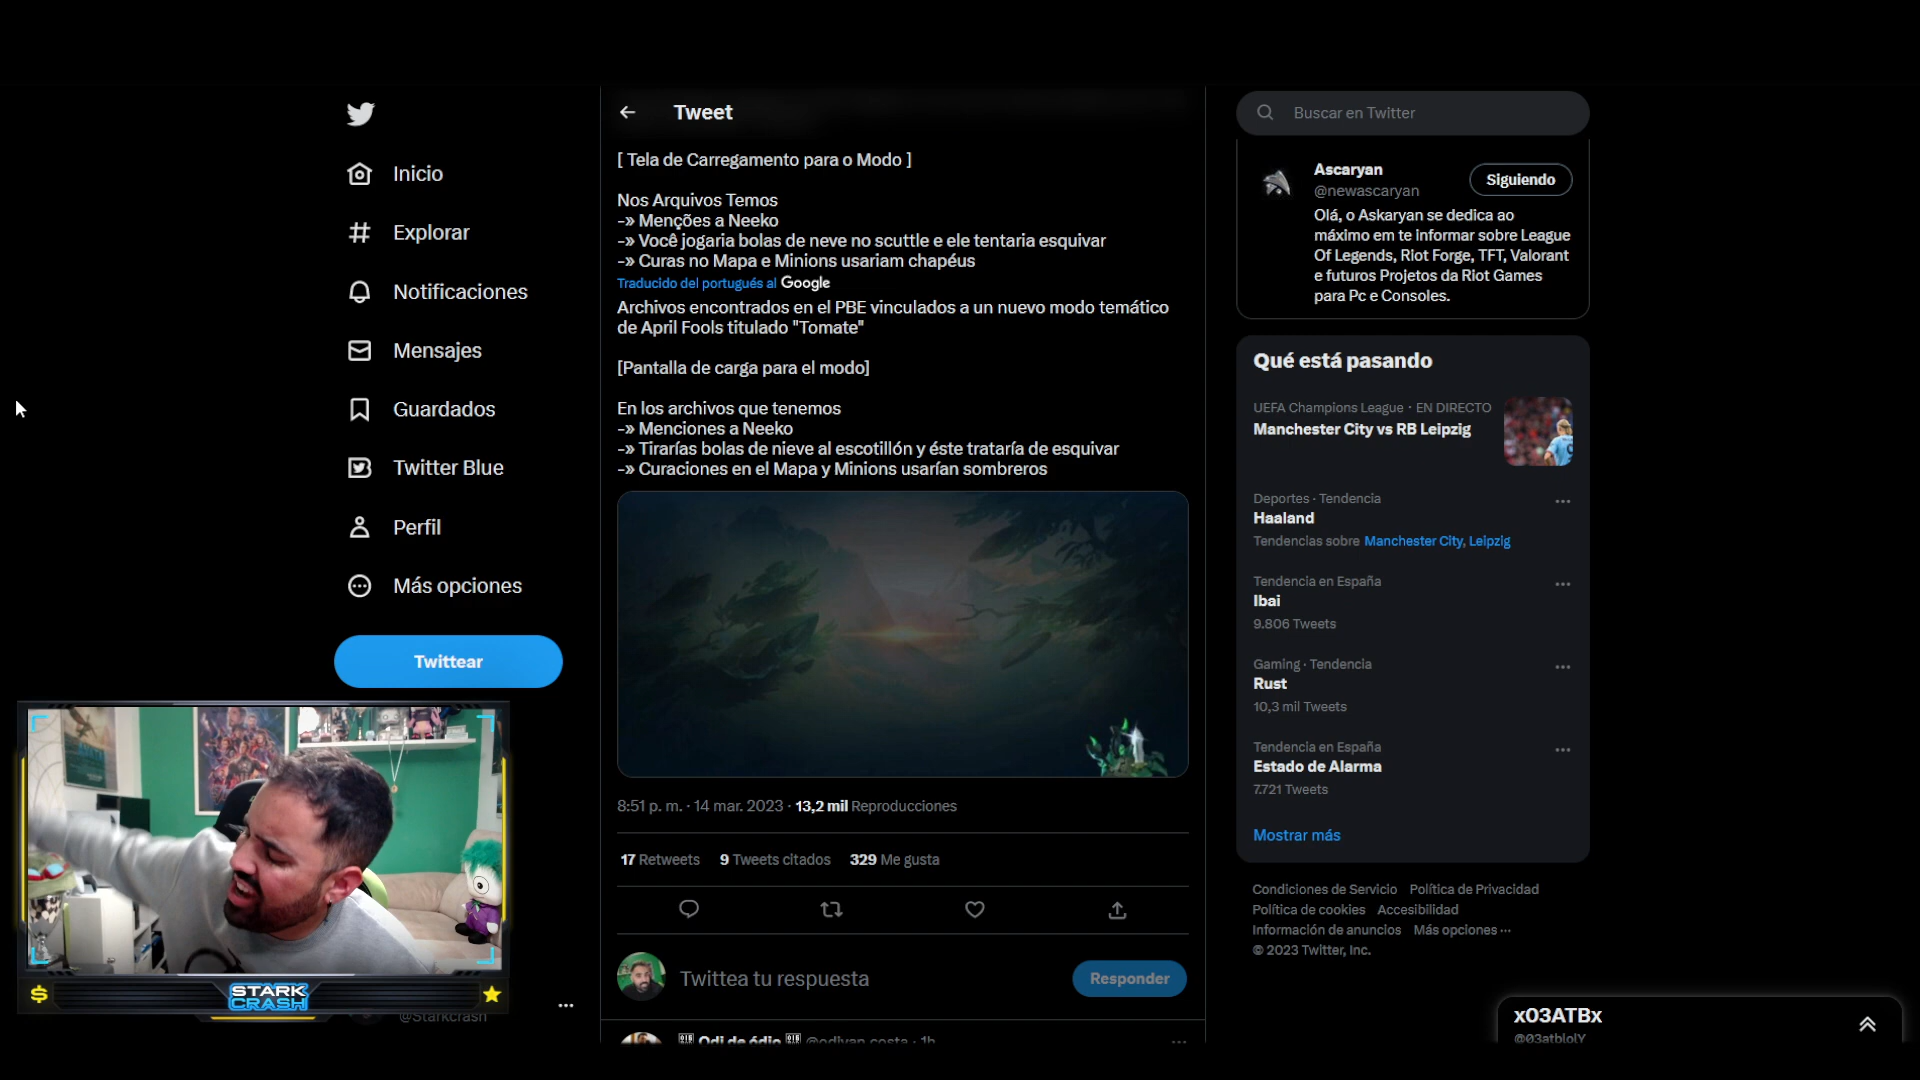 Tweet
Inicio
Explorar
Notificaciones
Mensajes
Guardados
Twitter Blue
Perfil
Más opciones
Twittear
STARK
CRASH
@Starkcrash
[ Tela de Carregamento para o Modo ]
Nos Arquivos Temos
-» Menções a Neeko
-» Você jogaria bolas de neve no scuttle e ele tentaria esquivar
-» Curas no Mapa e Minions usariam chapéus
Traducido del portugués al Google
Archivos encontrados en el PBE vinculados a un nuevo modo temático
de April Fools titulado "Tomate"
[Pantalla de carga para el modo]
En los archivos que tenemos
-» Menciones a Neeko
-» Tirarías bolas de nieve al escotillón y éste trataría de esquivar
-» Curaciones en el Mapa y Minions usarían sombreros
8:51 p. m. · 14 mar. 2023 · 13,2 mil Reproducciones
17 Retweets 9 Tweets citados 329 Me gusta
Twittea tu respuesta
Responder
Odi de ódio @odivan_costa · 1h
Buscar en Twitter
Ascaryan
@newascaryan
Siguiendo
Olá, o Askaryan se dedica ao
máximo em te informar sobre League
Of Legends, Riot Forge, TFT, Valorant
e futuros Projetos da Riot Games
para Pc e Consoles.
Qué está pasando
UEFA Champions League · EN DIRECTO
Manchester City vs RB Leipzig
Deportes · Tendencia
Haaland
Tendencias sobre Manchester City, Leipzig
Tendencia en España
Ibai
9.806 Tweets
Gaming · Tendencia
Rust
10,3 mil Tweets
Tendencia en España
Estado de Alarma
7.721 Tweets
Mostrar más
Condiciones de Servicio Política de Privacidad
Política de cookies Accesibilidad
Información de anuncios Más opciones ···
© 2023 Twitter, Inc.
x03ATBx
@03atblolY